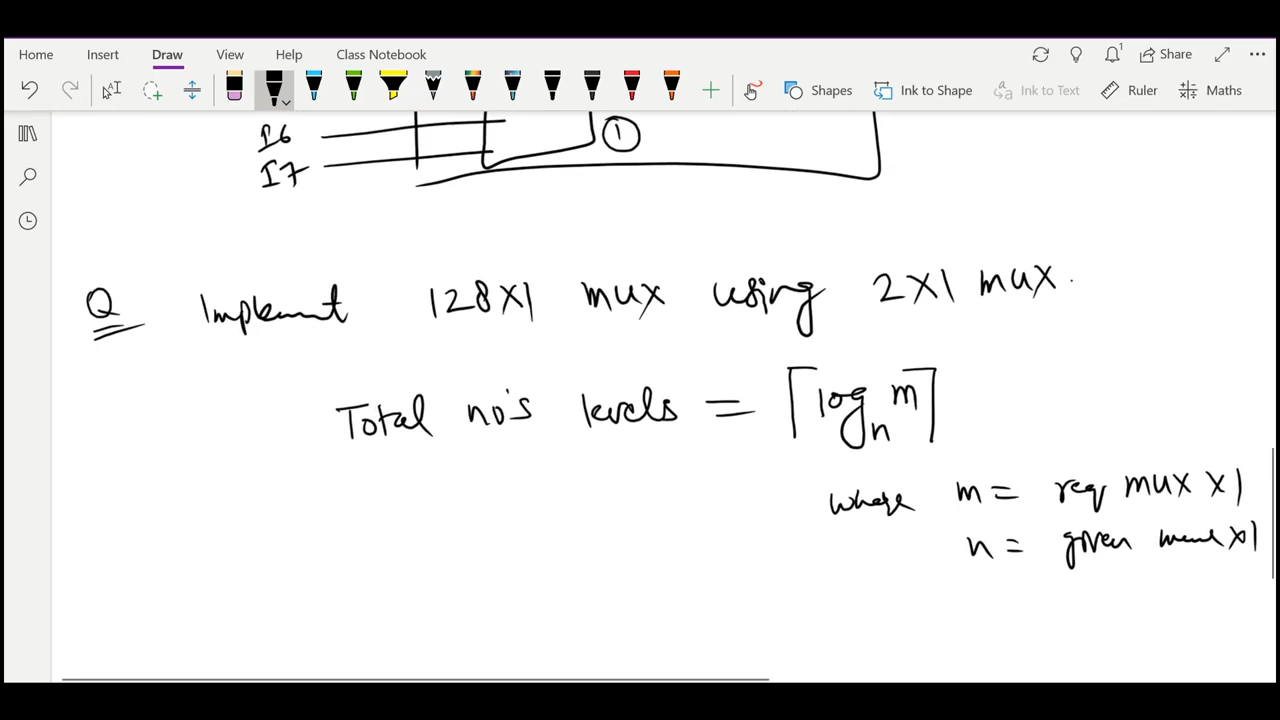 Home Insert Draw View Help Class Notebook
1 Share
Shapes Ink to Shape Ink to Text Ruler Maths
I6
I7
1
Q Implement 128X1 mux using 2X1 mux.
Total no's levels = ⌈log_n m⌉
where m = req mux X1
n = given mux X1